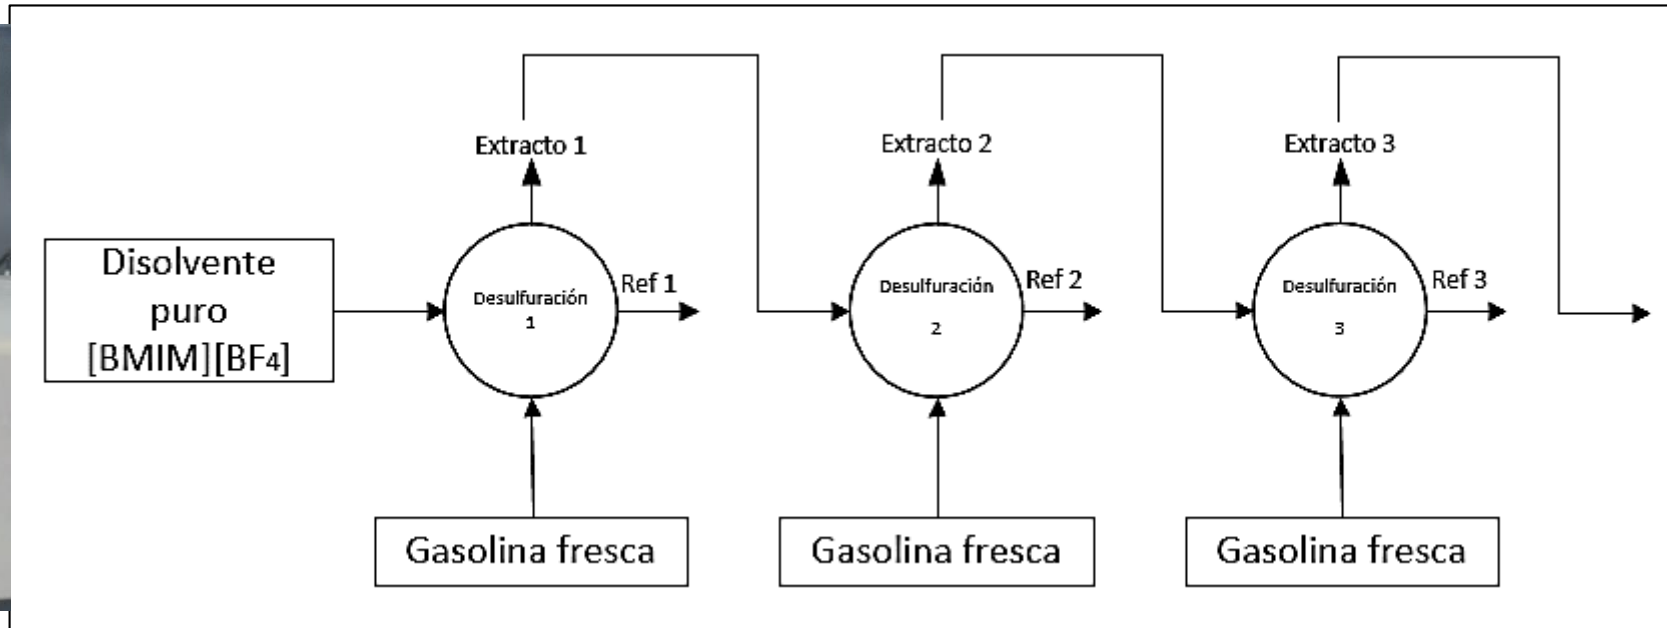 Extracto 1
Extracto 2
Extracto 3
Disolvente
puro
[BMIM][BF4]
Desulfuración
1
Ref 1
Desulfuración
2
Ref 2
Desulfuración
3
Ref 3
Gasolina fresca
Gasolina fresca
Gasolina fresca